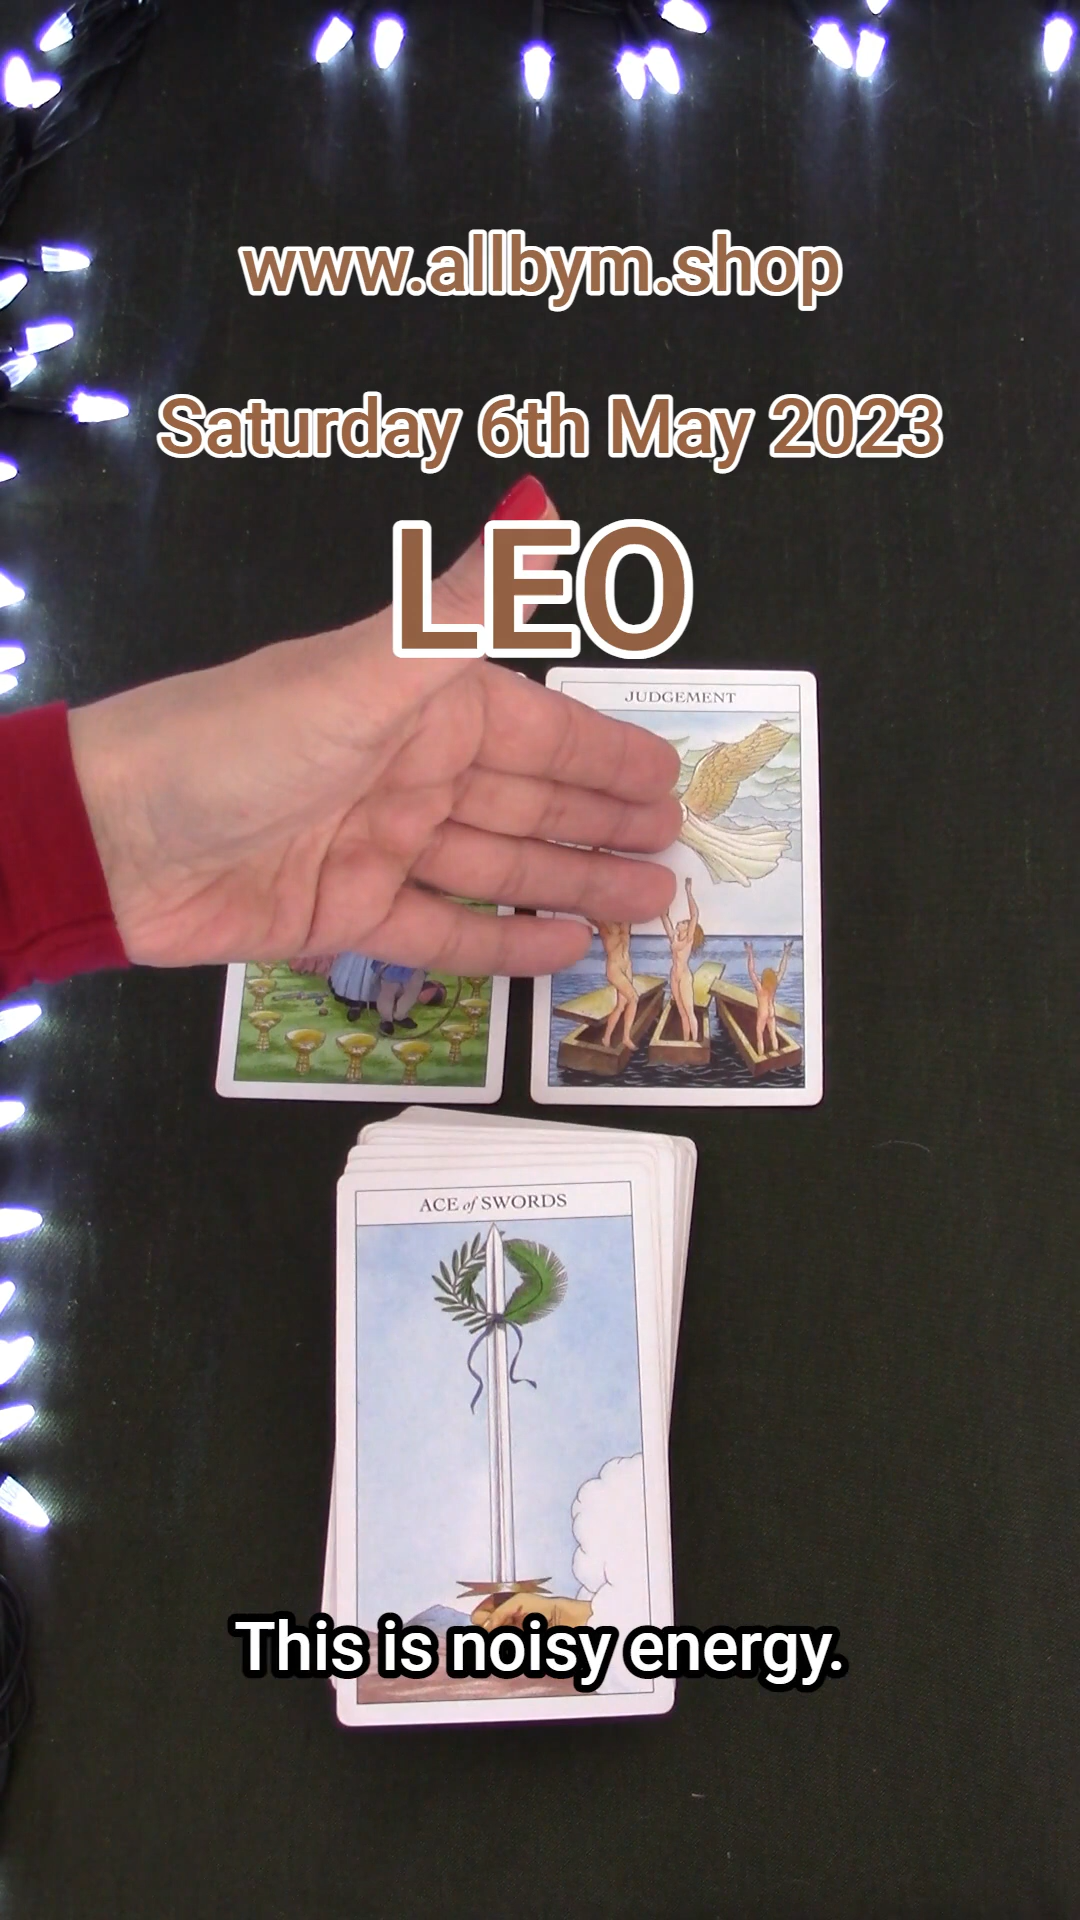 www.allbym.shop
Saturday 6th May 2023
LEO
JUDGEMENT
ACE of SWORDS
This is noisy energy.